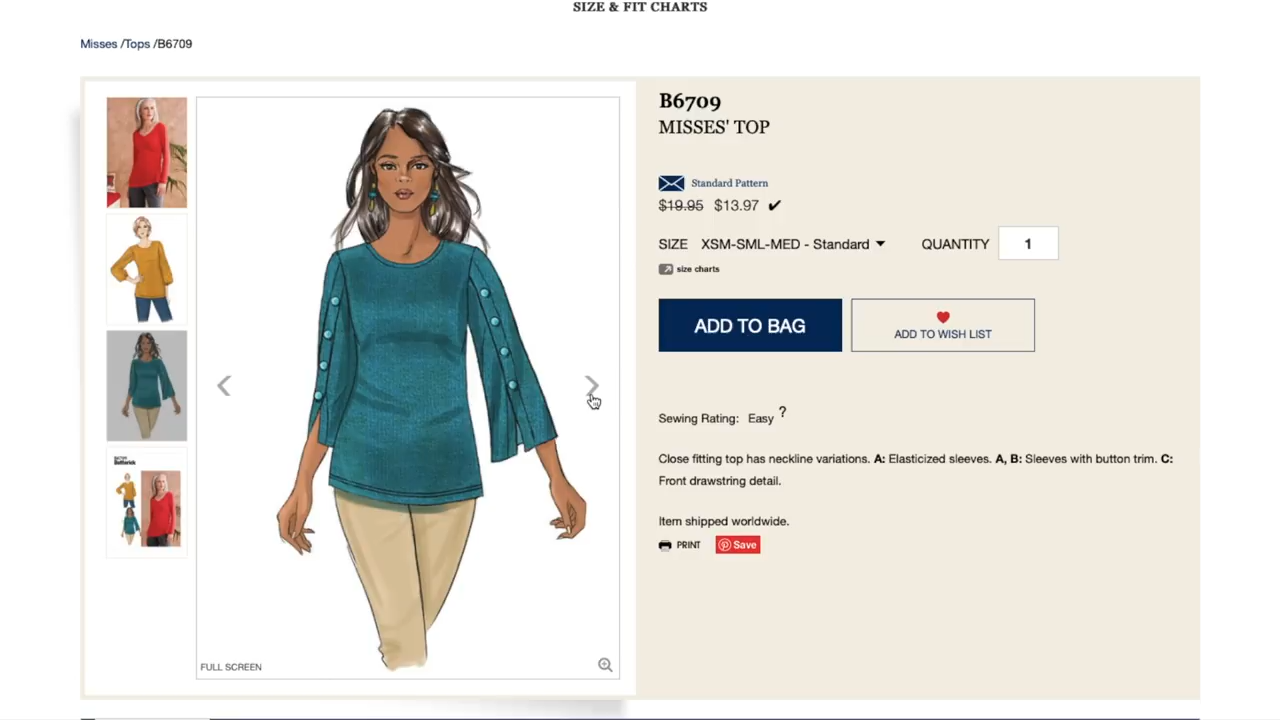 SIZE & FIT CHARTS
Misses /Tops /B6709
B6709
MISSES' TOP
Standard Pattern
$19.95 $13.97
SIZE XSM-SML-MED - Standard QUANTITY 1
size charts
ADD TO BAG
ADD TO WISH LIST
Sewing Rating: Easy ?
Close fitting top has neckline variations. A: Elasticized sleeves. A, B: Sleeves with button trim. C:
Front drawstring detail.
Item shipped worldwide.
PRINT Save
FULL SCREEN
B6709
Butterick